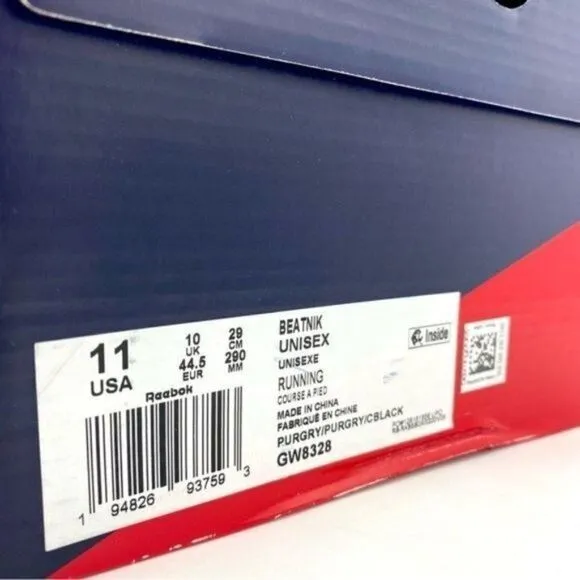 11
USA
10
UK
44.5
EUR
29
CM
290
MM
Reebok
1 94826 93759 3
BEATNIK
UNISEX
UNISEXE
RUNNING
COURSE A PIED
MADE IN CHINA
FABRIQUÉ EN CHINE
PURGRY/PURGRY/CBLACK
GW8328
Inside